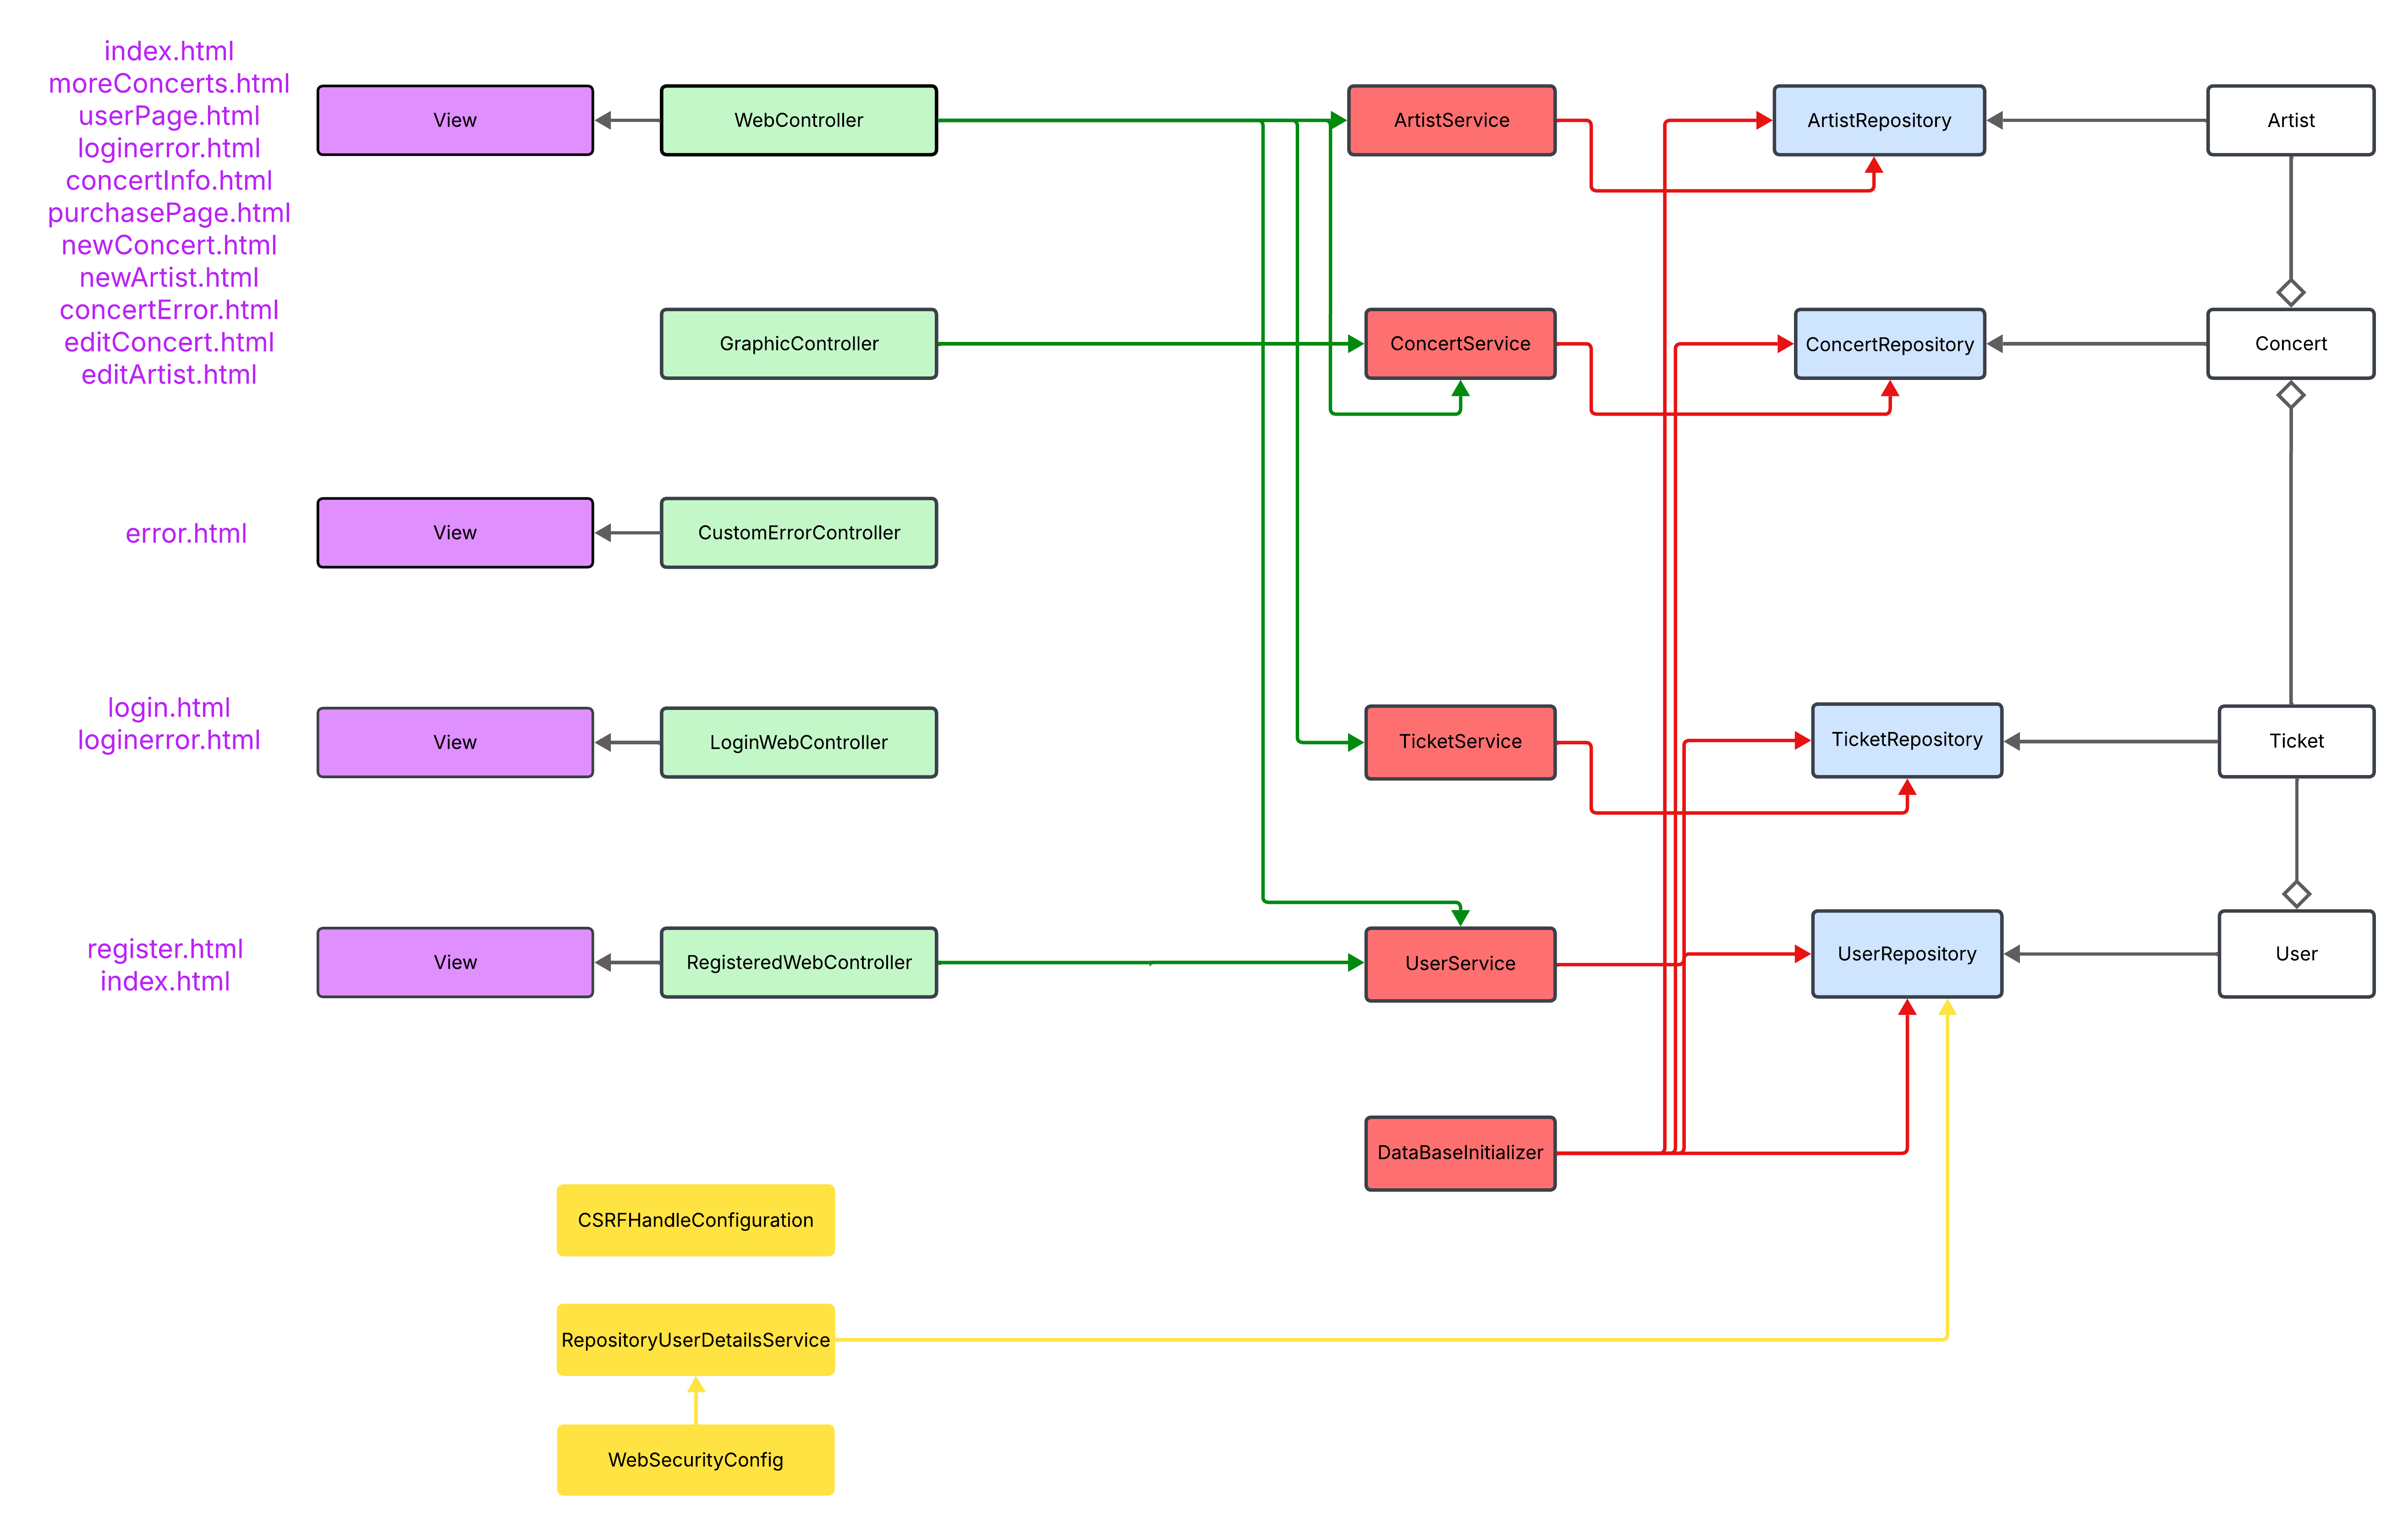 index.html
moreConcerts.html
userPage.html
loginerror.html
concertInfo.html
purchasePage.html
newConcert.html
newArtist.html
concertError.html
editConcert.html
editArtist.html
View
WebController
ArtistService
ArtistRepository
Artist
GraphicController
ConcertService
ConcertRepository
Concert
error.html
View
CustomErrorController
login.html
loginerror.html
View
LoginWebController
TicketService
TicketRepository
Ticket
register.html
index.html
View
RegisteredWebController
UserService
UserRepository
User
DataBaseInitializer
CSRFHandleConfiguration
RepositoryUserDetailsService
WebSecurityConfig